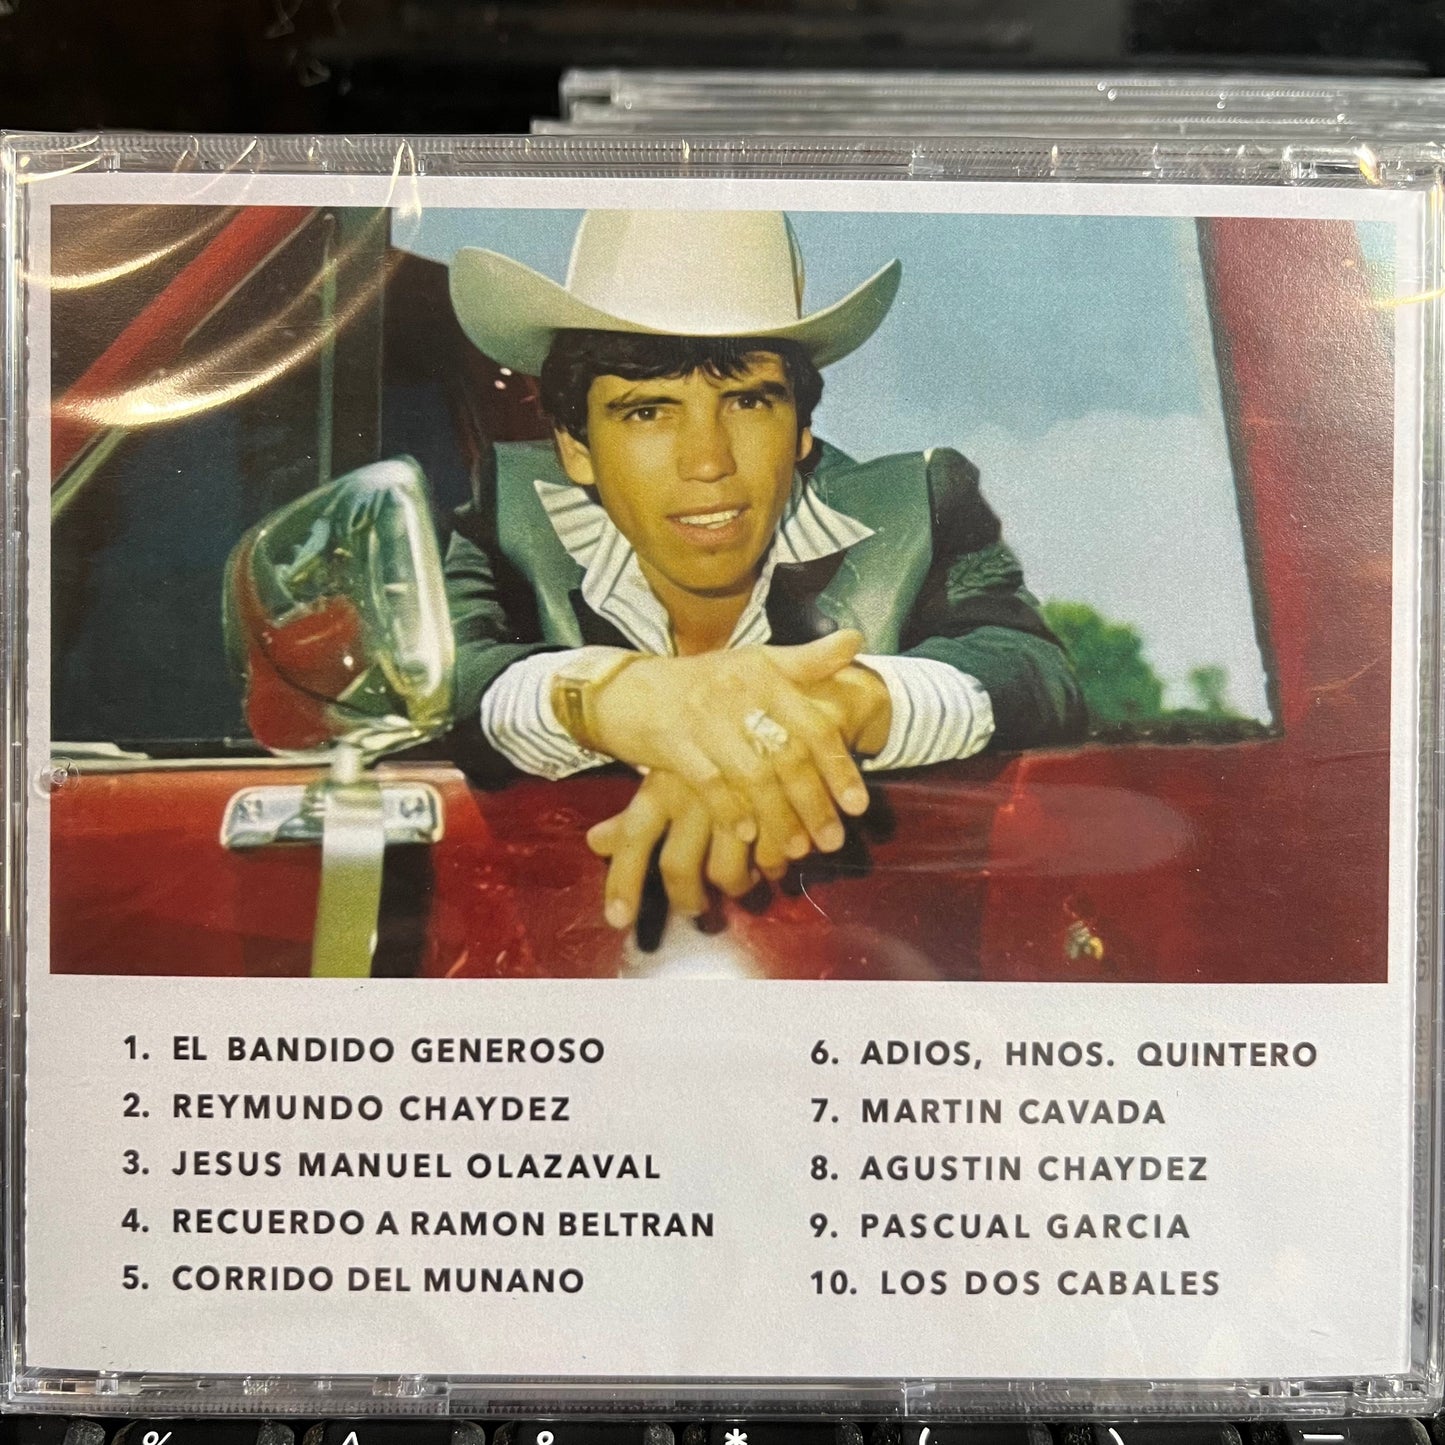 1. EL BANDIDO GENEROSO
2. REYMUNDO CHAYDEZ
3. JESUS MANUEL OLAZAVAL
4. RECUERDO A RAMON BELTRAN
5. CORRIDO DEL MUNANO
6. ADIOS, HNOS. QUINTERO
7. MARTIN CAVADA
8. AGUSTIN CHAYDEZ
9. PASCUAL GARCIA
10. LOS DOS CABALES
% ^ & * ( )